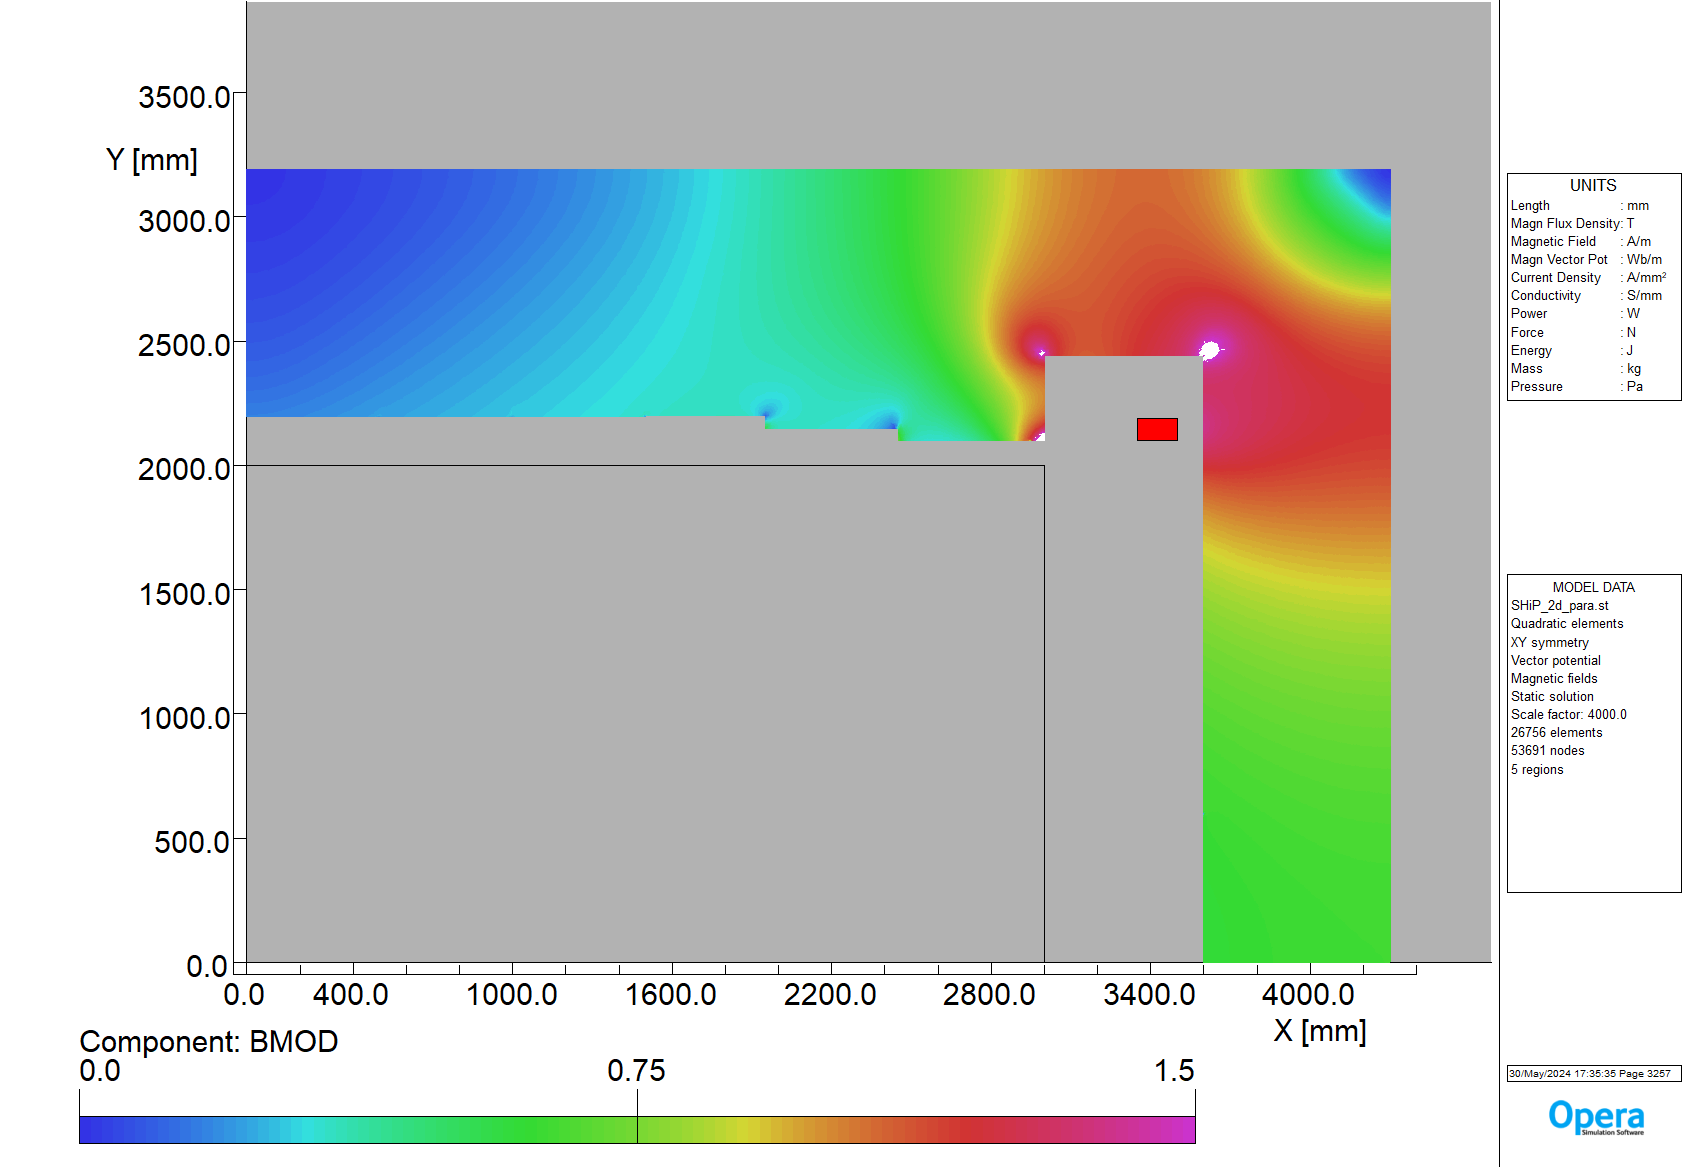 3500.0
Y [mm]
3000.0
2500.0
2000.0
1500.0
1000.0
500.0
0.0
0.0 400.0 1000.0 1600.0 2200.0 2800.0 3400.0 4000.0
X [mm]
Component: BMOD
0.0 0.75 1.5
UNITS
Length : mm
Magn Flux Density: T
Magnetic Field : A/m
Magn Vector Pot : Wb/m
Current Density : A/mm²
Conductivity : S/mm
Power : W
Force : N
Energy : J
Mass : kg
Pressure : Pa
MODEL DATA
SHiP_2d_para.st
Quadratic elements
XY symmetry
Vector potential
Magnetic fields
Static solution
Scale factor: 4000.0
26756 elements
53691 nodes
5 regions
30/May/2024 17:35:35 Page 3257
Opera
Simulation Software